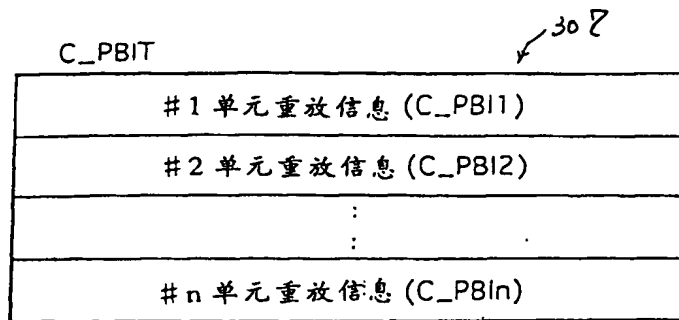 307
C_PBIT
#1 单元重放信息 (C_PBI1)
#2 单元重放信息 (C_PBI2)
:
:
#n 单元重放信息 (C_PBIn)